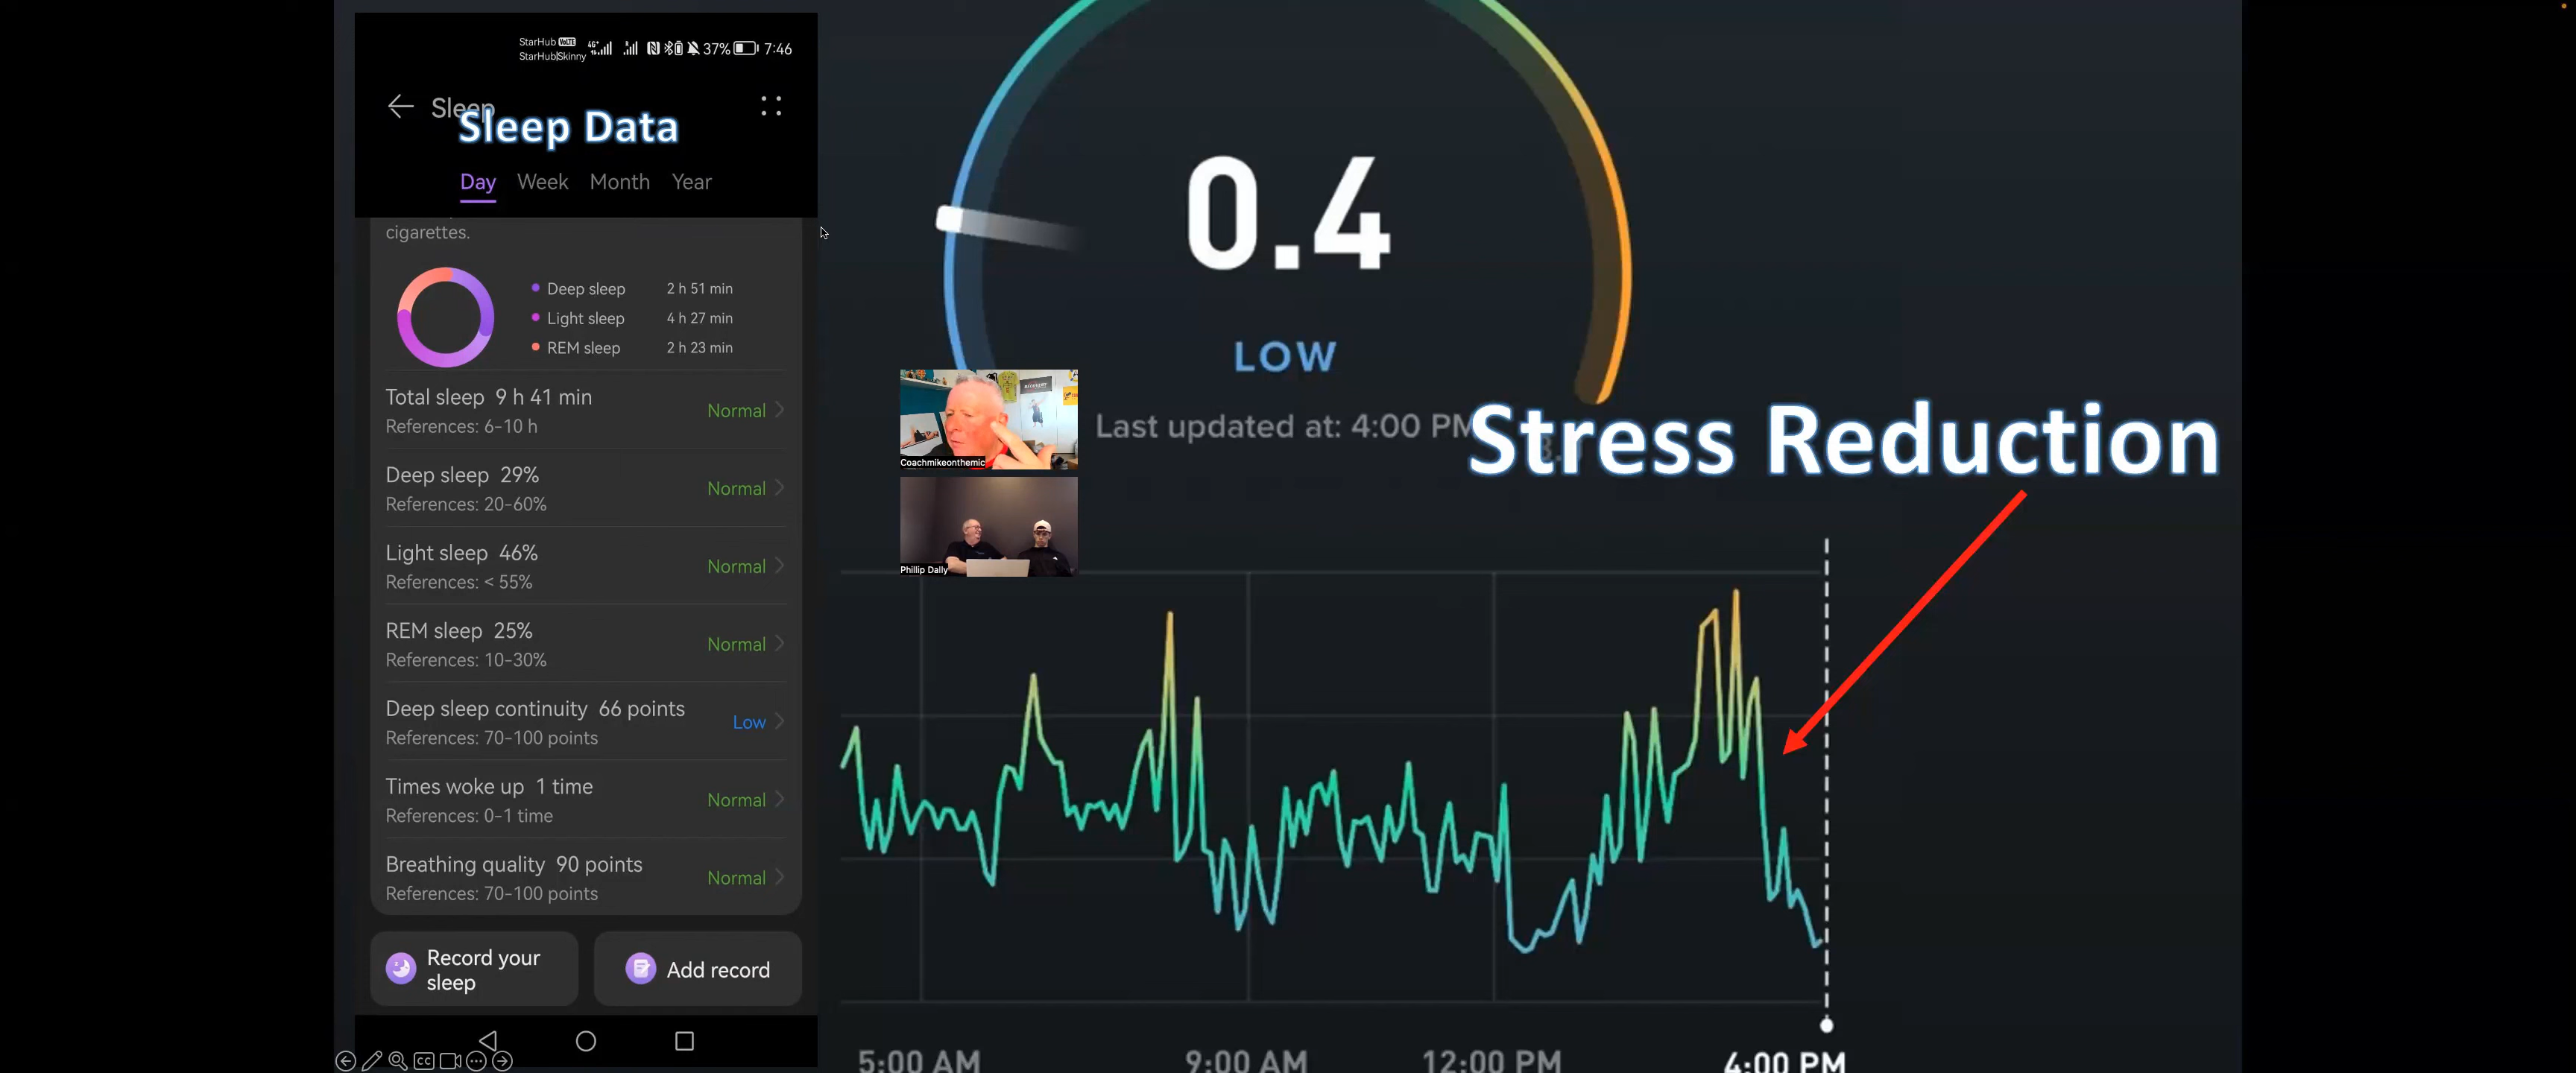 StarHub VoLTE
StarHub|Skinny
4G
37%
7:46
Sleep
Sleep Data
Day Week Month Year
cigarettes.
Deep sleep 2 h 51 min
Light sleep 4 h 27 min
REM sleep 2 h 23 min
Total sleep 9 h 41 min
References: 6-10 h
Normal
Deep sleep 29%
References: 20-60%
Normal
Light sleep 46%
References: < 55%
Normal
REM sleep 25%
References: 10-30%
Normal
Deep sleep continuity 66 points
References: 70-100 points
Low
Times woke up 1 time
References: 0-1 time
Normal
Breathing quality 90 points
References: 70-100 points
Normal
Record your
sleep
Add record
CC
0.4
LOW
Last updated at: 4:00 PM
Stress Reduction
Coachmikeonthemic
Phillip Dally
5:00 AM
9:00 AM
12:00 PM
4:00 PM